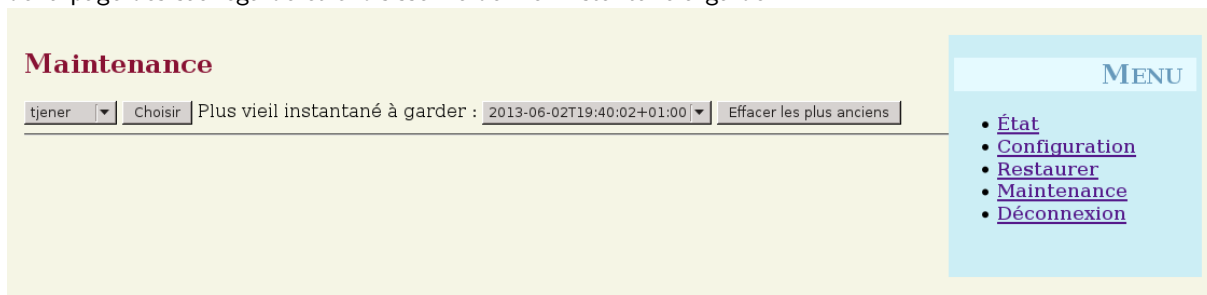 Maintenance
tjener Choisir Plus vieil instantané à garder : 2013-06-02T19:40:02+01:00 Effacer les plus anciens
MENU
État
Configuration
Restaurer
Maintenance
Déconnexion